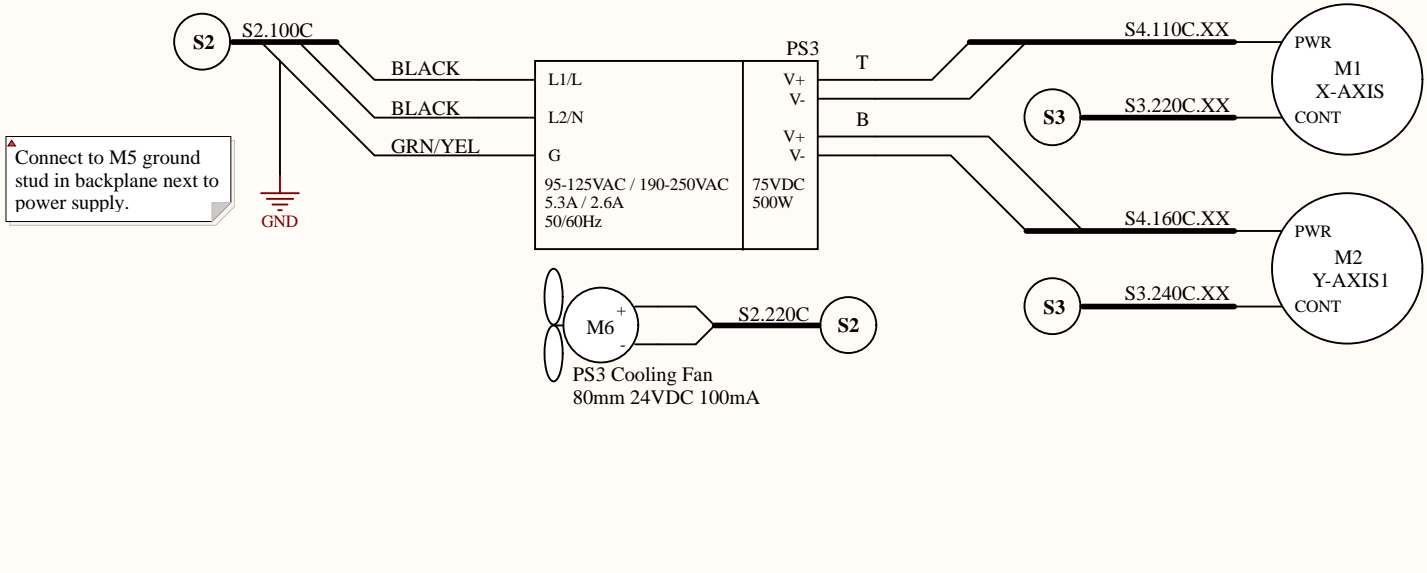 S2
S2.100C
BLACK
BLACK
GRN/YEL
Connect to M5 ground
stud in backplane next to
power supply.
GND
PS3
L1/L
L2/N
G
95-125VAC / 190-250VAC
5.3A / 2.6A
50/60Hz
V+
V-
V+
V-
75VDC
500W
T
B
S4.110C.XX
PWR
M1
X-AXIS
S3
S3.220C.XX
CONT
S4.160C.XX
PWR
M2
Y-AXIS1
S3
S3.240C.XX
CONT
M6
+
-
S2.220C
S2
PS3 Cooling Fan
80mm 24VDC 100mA